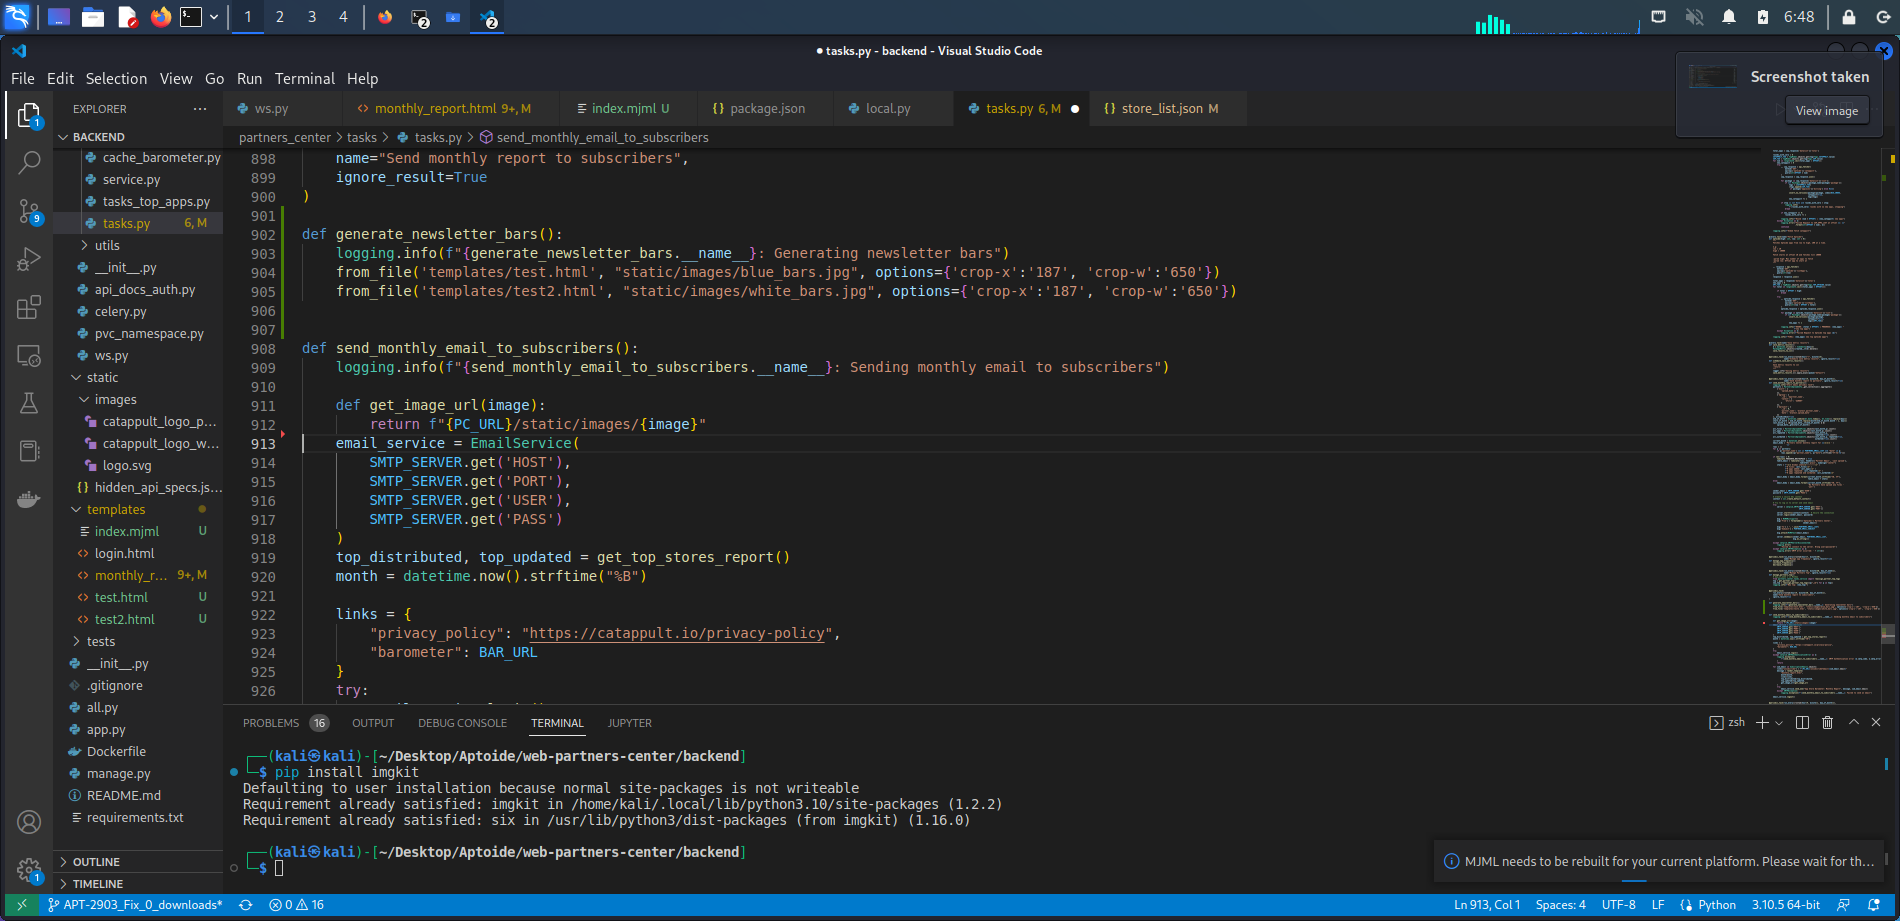 1 2 3 4 2 2 6:48
tasks.py - backend - Visual Studio Code
File Edit Selection View Go Run Terminal Help
Screenshot taken
View image
EXPLORER ···
ws.py
<> monthly_report.html 9+, M
index.mjml U
{} package.json
local.py
tasks.py 6, M
{} store_list.json M
BACKEND
partners_center > tasks > tasks.py > send_monthly_email_to_subscribers
cache_barometer.py
service.py
tasks_top_apps.py
tasks.py 6, M
utils
__init__.py
api_docs_auth.py
celery.py
pvc_namespace.py
ws.py
static
images
catappult_logo_p...
catappult_logo_w...
logo.svg
{} hidden_api_specs.js...
templates
index.mjml U
<> login.html
<> monthly_r... 9+, M
<> test.html U
<> test2.html U
tests
__init__.py
.gitignore
all.py
app.py
Dockerfile
manage.py
README.md
requirements.txt
OUTLINE
TIMELINE
1
9
1
898 name="Send monthly report to subscribers",
899 ignore_result=True
900 )
901
902 def generate_newsletter_bars():
903 logging.info(f"{generate_newsletter_bars.__name__}: Generating newsletter bars")
904 from_file('templates/test.html', "static/images/blue_bars.jpg", options={'crop-x':'187', 'crop-w':'650'})
905 from_file('templates/test2.html', "static/images/white_bars.jpg", options={'crop-x':'187', 'crop-w':'650'})
906
907
908 def send_monthly_email_to_subscribers():
909 logging.info(f"{send_monthly_email_to_subscribers.__name__}: Sending monthly email to subscribers")
910
911 def get_image_url(image):
912 return f"{PC_URL}/static/images/{image}"
913 email_service = EmailService(
914 SMTP_SERVER.get('HOST'),
915 SMTP_SERVER.get('PORT'),
916 SMTP_SERVER.get('USER'),
917 SMTP_SERVER.get('PASS')
918 )
919 top_distributed, top_updated = get_top_stores_report()
920 month = datetime.now().strftime("%B")
921
922 links = {
923 "privacy_policy": "https://catappult.io/privacy-policy",
924 "barometer": BAR_URL
925 }
926 try:
PROBLEMS 16 OUTPUT DEBUG CONSOLE TERMINAL JUPYTER
zsh
┌──(kali㉿kali)-[~/Desktop/Aptoide/web-partners-center/backend]
└─$ pip install imgkit
Defaulting to user installation because normal site-packages is not writeable
Requirement already satisfied: imgkit in /home/kali/.local/lib/python3.10/site-packages (1.2.2)
Requirement already satisfied: six in /usr/lib/python3/dist-packages (from imgkit) (1.16.0)
┌──(kali㉿kali)-[~/Desktop/Aptoide/web-partners-center/backend]
└─$
MJML needs to be rebuilt for your current platform. Please wait for th...
APT-2903_Fix_0_downloads* 0 16 Ln 913, Col 1 Spaces: 4 UTF-8 LF {} Python 3.10.5 64-bit